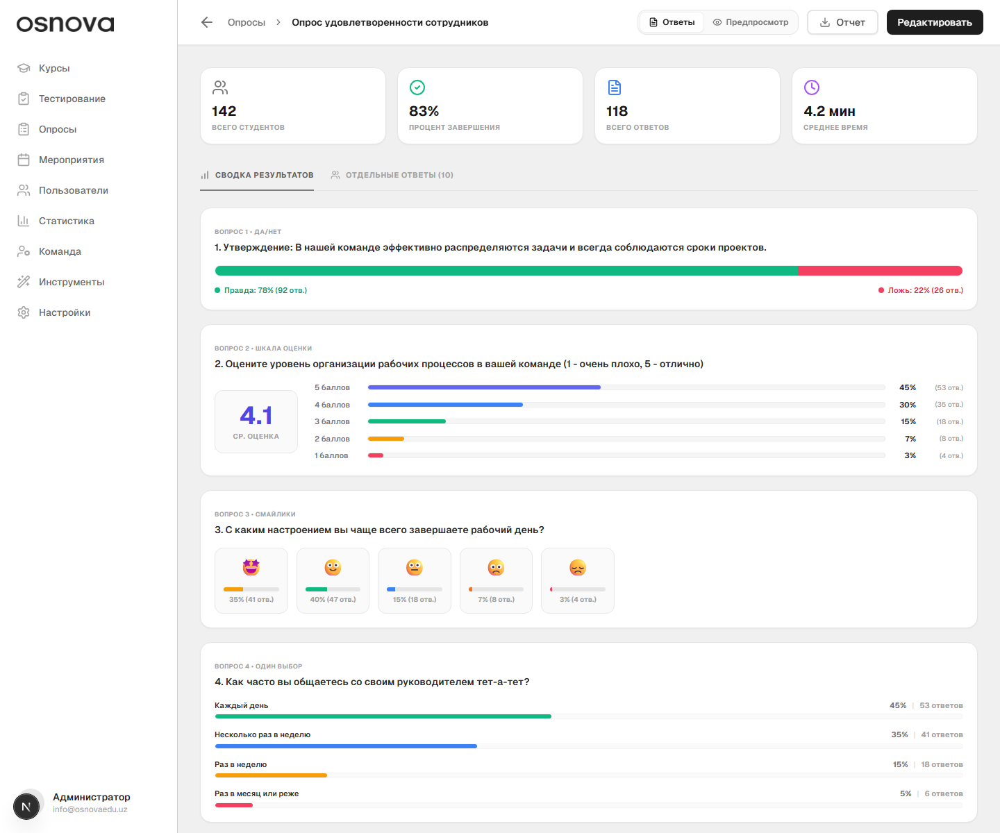 osnova
Курсы
Тестирование
Опросы
Мероприятия
Пользователи
Статистика
Команда
Инструменты
Настройки
N
Администратор
info@osnovaedu.uz
Опросы
Опрос удовлетворенности сотрудников
Ответы
Предпросмотр
Отчет
Редактировать
142
ВСЕГО СТУДЕНТОВ
83%
ПРОЦЕНТ ЗАВЕРШЕНИЯ
118
ВСЕГО ОТВЕТОВ
4.2 мин
СРЕДНЕЕ ВРЕМЯ
СВОДКА РЕЗУЛЬТАТОВ
ОТДЕЛЬНЫЕ ОТВЕТЫ (10)
ВОПРОС 1 • ДА/НЕТ
1. Утверждение: В нашей команде эффективно распределяются задачи и всегда соблюдаются сроки проектов.
Правда: 78% (92 отв.)
Ложь: 22% (26 отв.)
ВОПРОС 2 • ШКАЛА ОЦЕНКИ
2. Оцените уровень организации рабочих процессов в вашей команде (1 - очень плохо, 5 - отлично)
4.1
СР. ОЦЕНКА
5 баллов 45% (53 отв.)
4 баллов 30% (35 отв.)
3 баллов 15% (18 отв.)
2 баллов 7% (8 отв.)
1 баллов 3% (4 отв.)
ВОПРОС 3 • СМАЙЛИКИ
3. С каким настроением вы чаще всего завершаете рабочий день?
35% (41 отв.)
40% (47 отв.)
15% (18 отв.)
7% (8 отв.)
3% (4 отв.)
ВОПРОС 4 • ОДИН ВЫБОР
4. Как часто вы общаетесь со своим руководителем тет-а-тет?
Каждый день 45% | 53 ответов
Несколько раз в неделю 35% | 41 ответов
Раз в неделю 15% | 18 ответов
Раз в месяц или реже 5% | 6 ответов